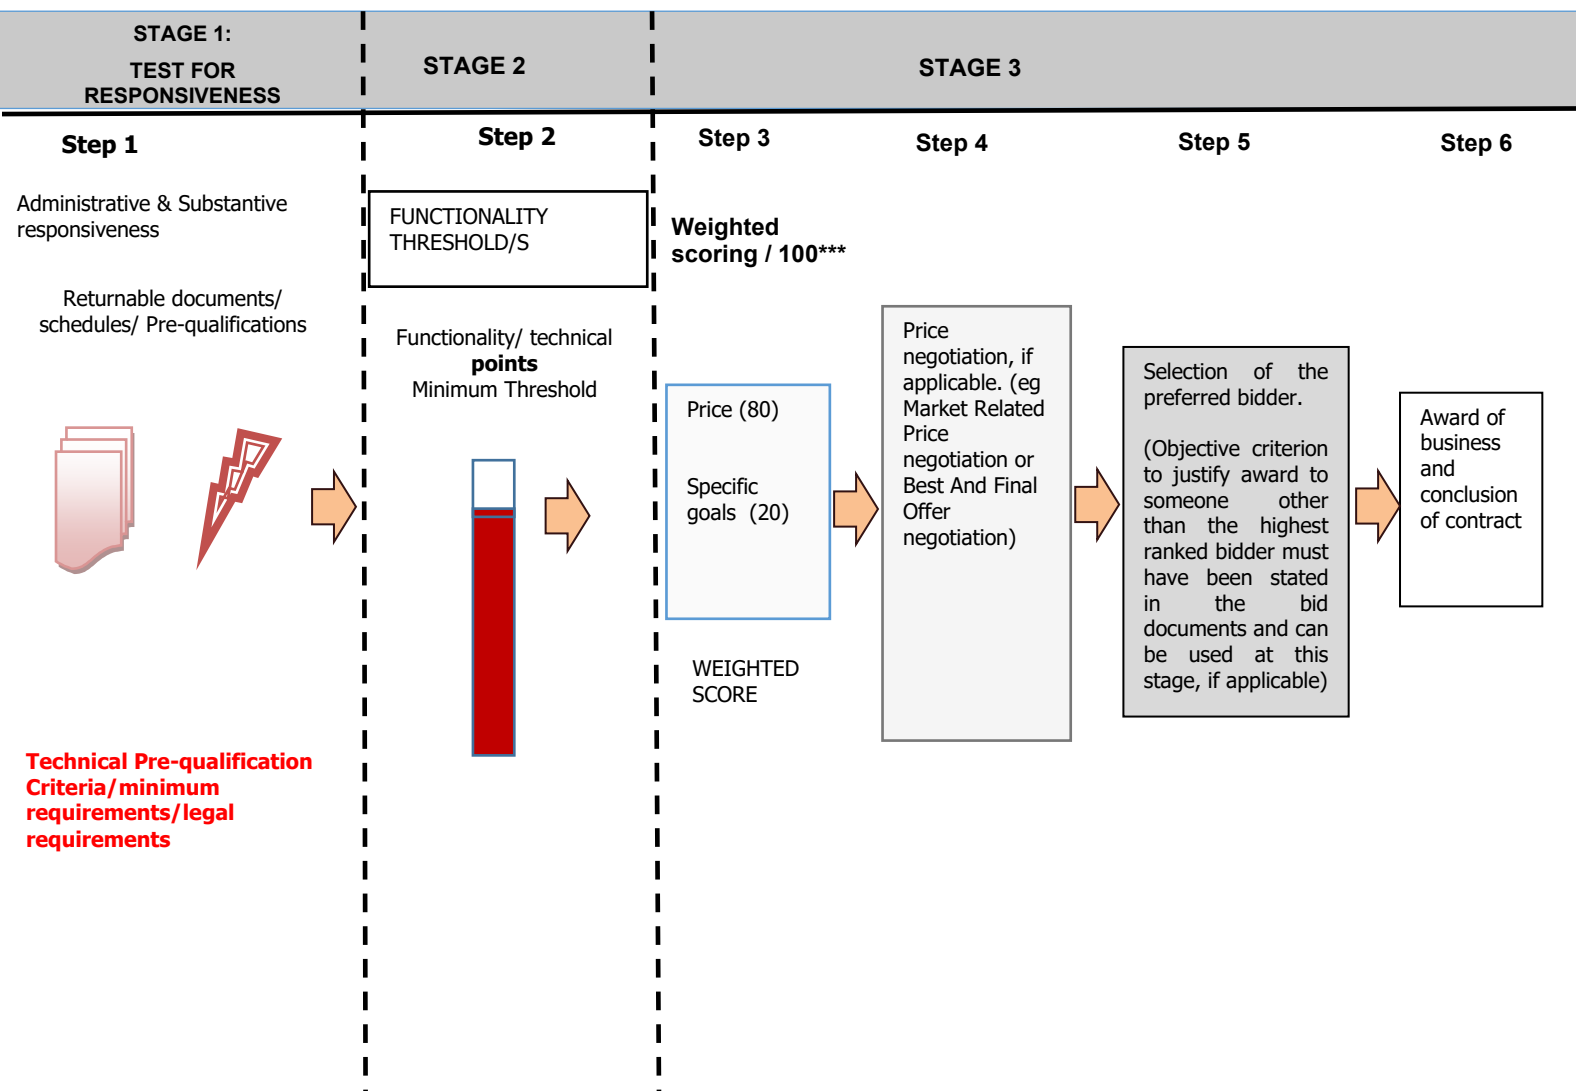 STAGE 1:
TEST FOR
RESPONSIVENESS
STAGE 2
STAGE 3
Step 1
Step 2
Step 3
Step 4
Step 5
Step 6
Administrative & Substantive
responsiveness
Returnable documents/
schedules/ Pre-qualifications
Technical Pre-qualification
Criteria/minimum
requirements/legal
requirements
FUNCTIONALITY
THRESHOLD/S
Functionality/ technical
points
Minimum Threshold
Weighted
scoring / 100***
Price (80)
Specific
goals (20)
WEIGHTED
SCORE
Price
negotiation, if
applicable. (eg
Market Related
Price
negotiation or
Best And Final
Offer
negotiation)
Selection of the
preferred bidder.
(Objective criterion
to justify award to
someone other
than the highest
ranked bidder must
have been stated
in the bid
documents and can
be used at this
stage, if applicable)
Award of
business
and
conclusion
of contract